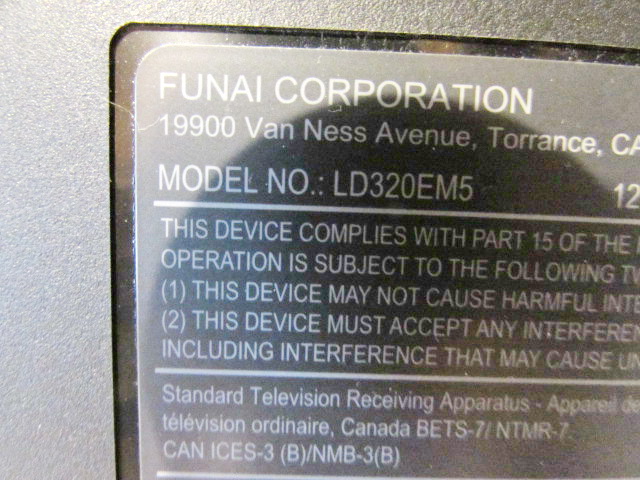 FUNAI CORPORATION
19900 Van Ness Avenue, Torrance, CA
MODEL NO.: LD320EM5 12
THIS DEVICE COMPLIES WITH PART 15 OF THE
OPERATION IS SUBJECT TO THE FOLLOWING
(1) THIS DEVICE MAY NOT CAUSE HARMFUL
(2) THIS DEVICE MUST ACCEPT ANY
INCLUDING INTERFERENCE THAT MAY CAUSE
Standard Television Receiving Apparatus - Appareil de
télévision ordinaire, Canada BETS-7/ NTMR-7
CAN ICES-3 (B)/NMB-3(B)